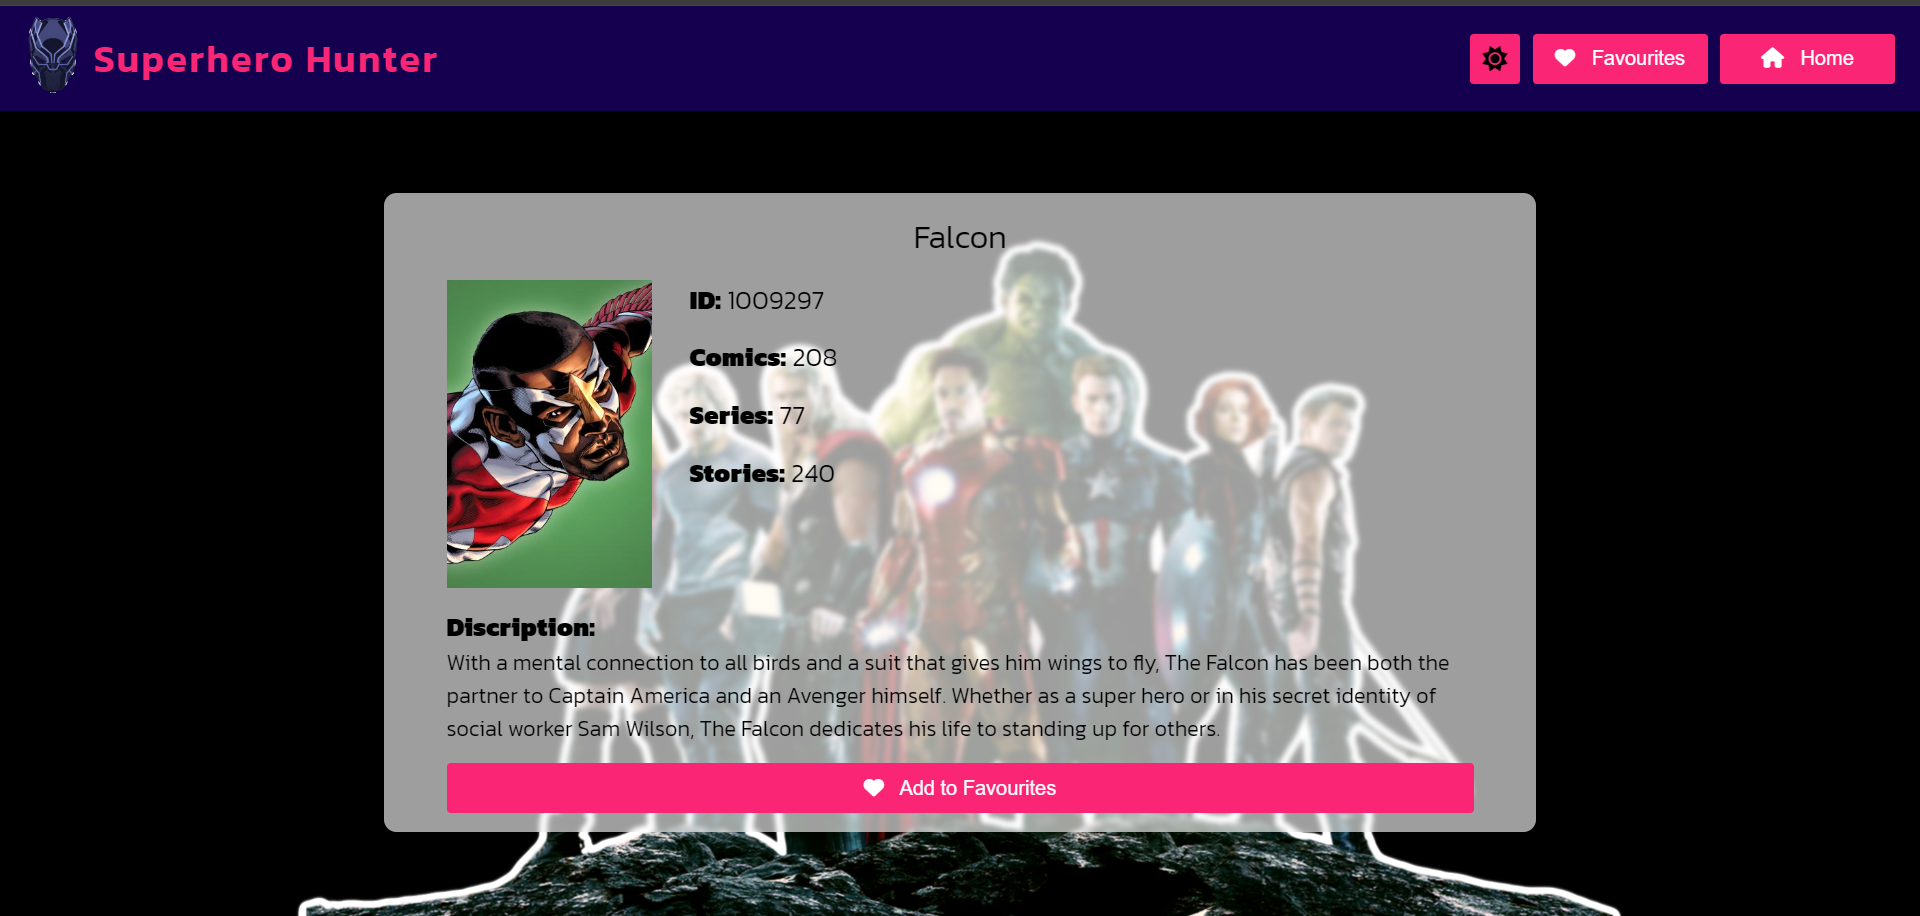 Superhero Hunter
Favourites
Home
Falcon
ID: 1009297
Comics: 208
Series: 77
Stories: 240
Discription:
With a mental connection to all birds and a suit that gives him wings to fly, The Falcon has been both the
partner to Captain America and an Avenger himself. Whether as a super hero or in his secret identity of
social worker Sam Wilson, The Falcon dedicates his life to standing up for others.
Add to Favourites